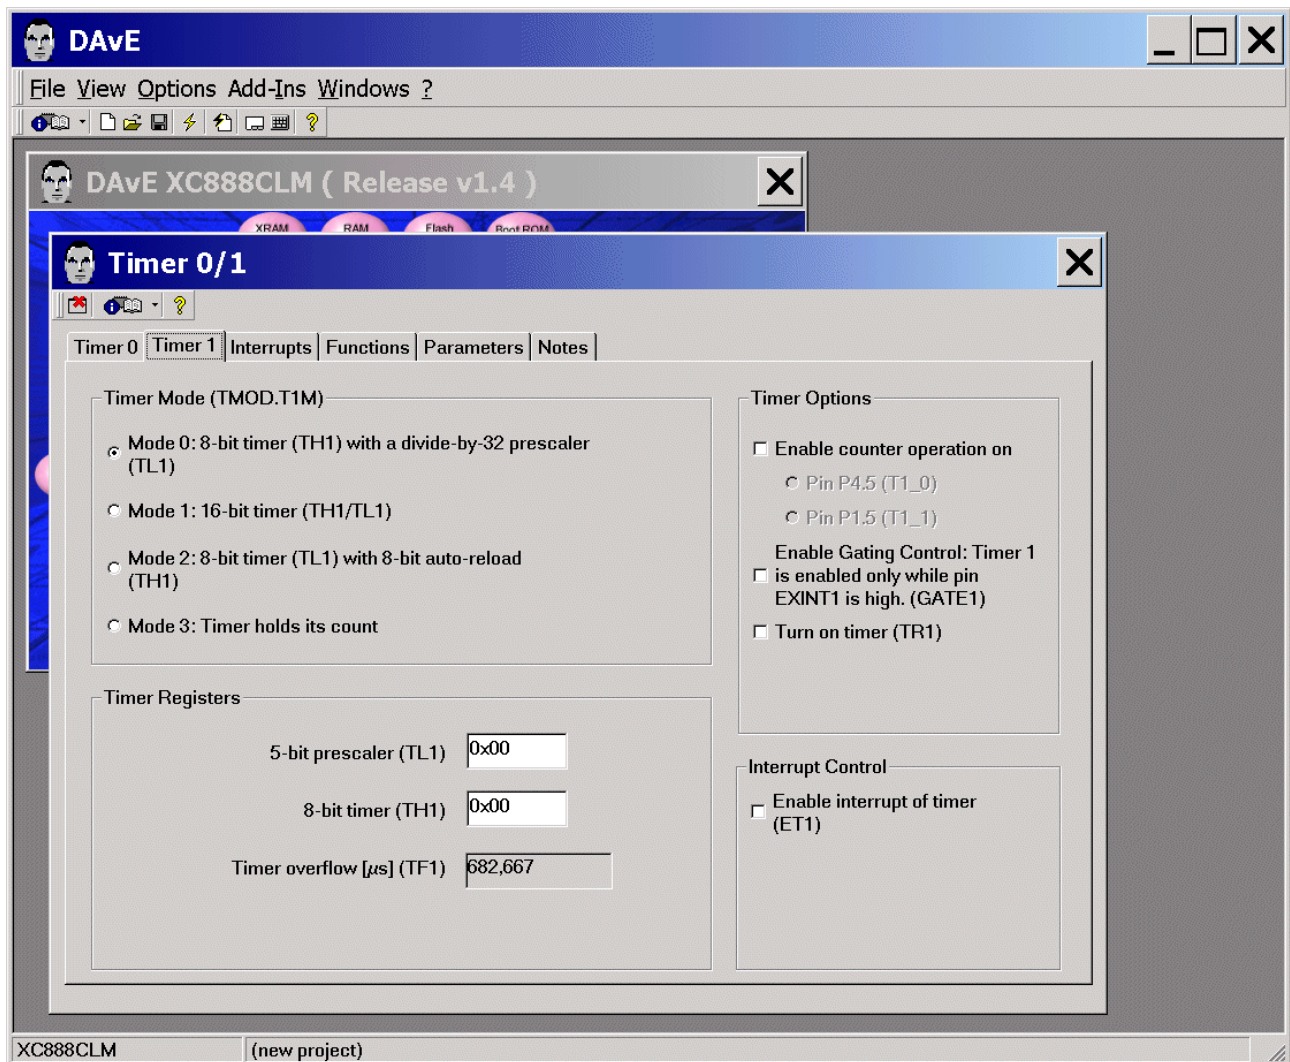 DAvE
File View Options Add-Ins Windows ?
DAvE XC888CLM ( Release v1.4 )
XRAM RAM Flash Boot ROM
Timer 0/1
Timer 0 Timer 1 Interrupts Functions Parameters Notes
Timer Mode (TMOD.T1M)
Mode 0: 8-bit timer (TH1) with a divide-by-32 prescaler
(TL1)
Mode 1: 16-bit timer (TH1/TL1)
Mode 2: 8-bit timer (TL1) with 8-bit auto-reload
(TH1)
Mode 3: Timer holds its count
Timer Options
Enable counter operation on
Pin P4.5 (T1_0)
Pin P1.5 (T1_1)
Enable Gating Control: Timer 1
is enabled only while pin
EXINT1 is high. (GATE1)
Turn on timer (TR1)
Timer Registers
5-bit prescaler (TL1) 0x00
8-bit timer (TH1) 0x00
Timer overflow [µs] (TF1) 682,667
Interrupt Control
Enable interrupt of timer
(ET1)
XC888CLM (new project)